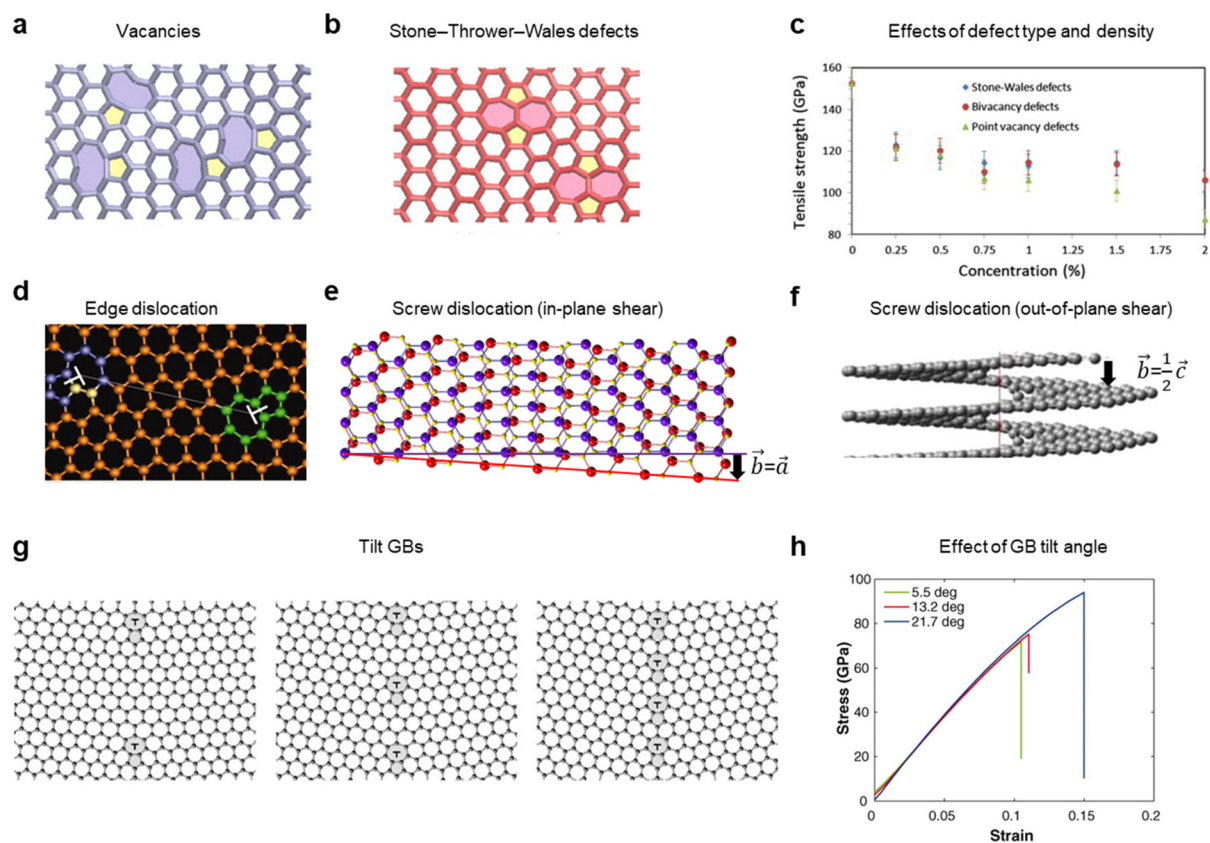 a
Vacancies
b
Stone–Thrower–Wales defects
c
Effects of defect type and density
Tensile strength (GPa)
160
140
120
100
80
Stone-Wales defects
Bivacancy defects
Point vacancy defects
0
0.25
0.5
0.75
1
1.25
1.5
1.75
2
Concentration (%)
d
Edge dislocation
e
Screw dislocation (in-plane shear)
b⃗=a⃗
f
Screw dislocation (out-of-plane shear)
b⃗=1/2 c⃗
g
Tilt GBs
h
Effect of GB tilt angle
Stress (GPa)
100
80
60
40
20
0
5.5 deg
13.2 deg
21.7 deg
0
0.05
0.1
0.15
0.2
Strain